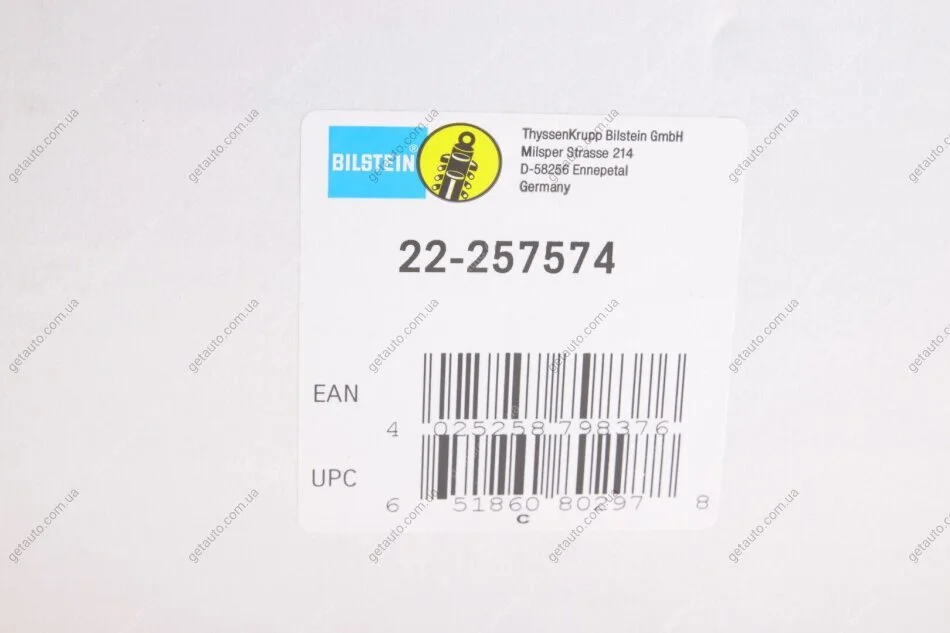 BILSTEIN®
ThyssenKrupp Bilstein GmbH
Milsper Strasse 214
D-58256 Ennepetal
Germany
22-257574
EAN
4 025258 798376
UPC
6 51860 80297 8
C
getauto.com.ua